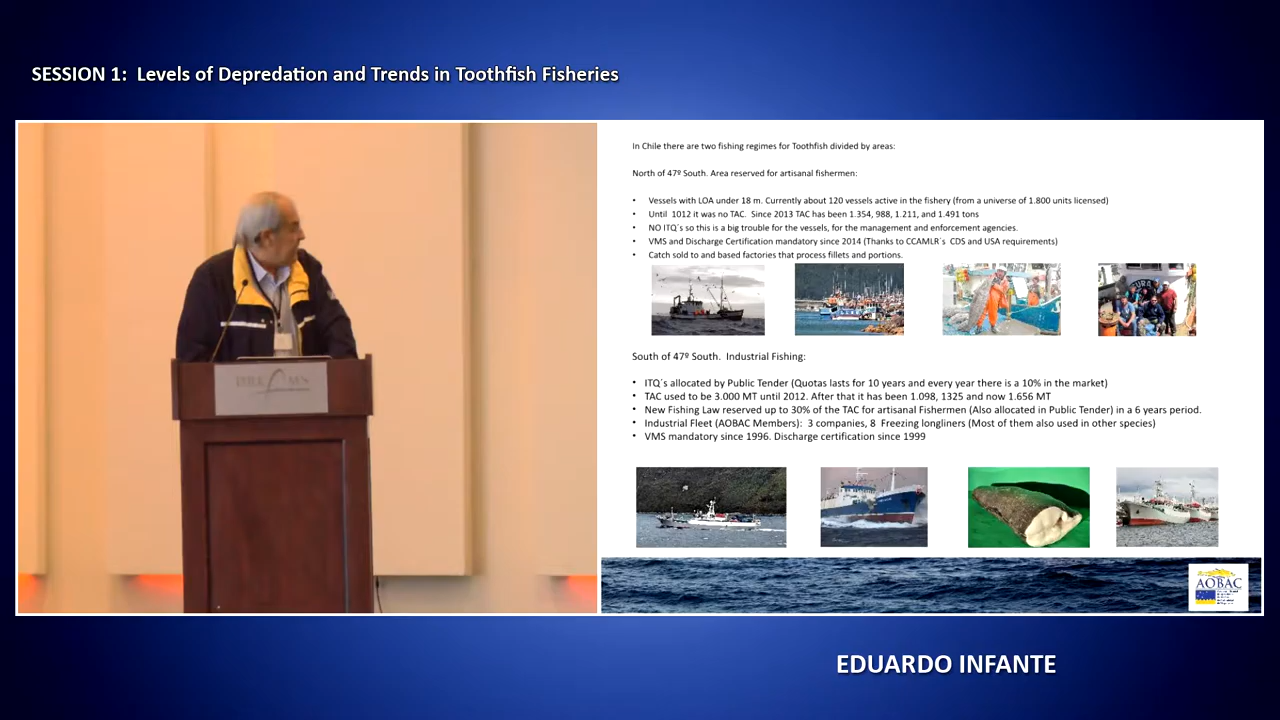 SESSION 1: Levels of Depredation and Trends in Toothfish Fisheries
In Chile there are two fishing regimes for Toothfish divided by areas:
North of 47º South. Area reserved for artisanal fishermen:
• Vessels with LOA under 18 m. Currently about 120 vessels active in the fishery (from a universe of 1.800 units licensed)
• Until 1012 it was no TAC. Since 2013 TAC has been 1.354, 988, 1.211, and 1.491 tons
• NO ITQ´s so this is a big trouble for the vessels, for the management and enforcement agencies.
• VMS and Discharge Certification mandatory since 2014 (Thanks to CCAMLR´s CDS and USA requirements)
• Catch sold to and based factories that process fillets and portions.
South of 47º South. Industrial Fishing:
• ITQ´s allocated by Public Tender (Quotas lasts for 10 years and every year there is a 10% in the market)
• TAC used to be 3.000 MT until 2012. After that it has been 1.098, 1325 and now 1.656 MT
• New Fishing Law reserved up to 30% of the TAC for artisanal Fishermen (Also allocated in Public Tender) in a 6 years period.
• Industrial Fleet (AOBAC Members): 3 companies, 8 Freezing longliners (Most of them also used in other species)
• VMS mandatory since 1996. Discharge certification since 1999
AOBAC
EDUARDO INFANTE